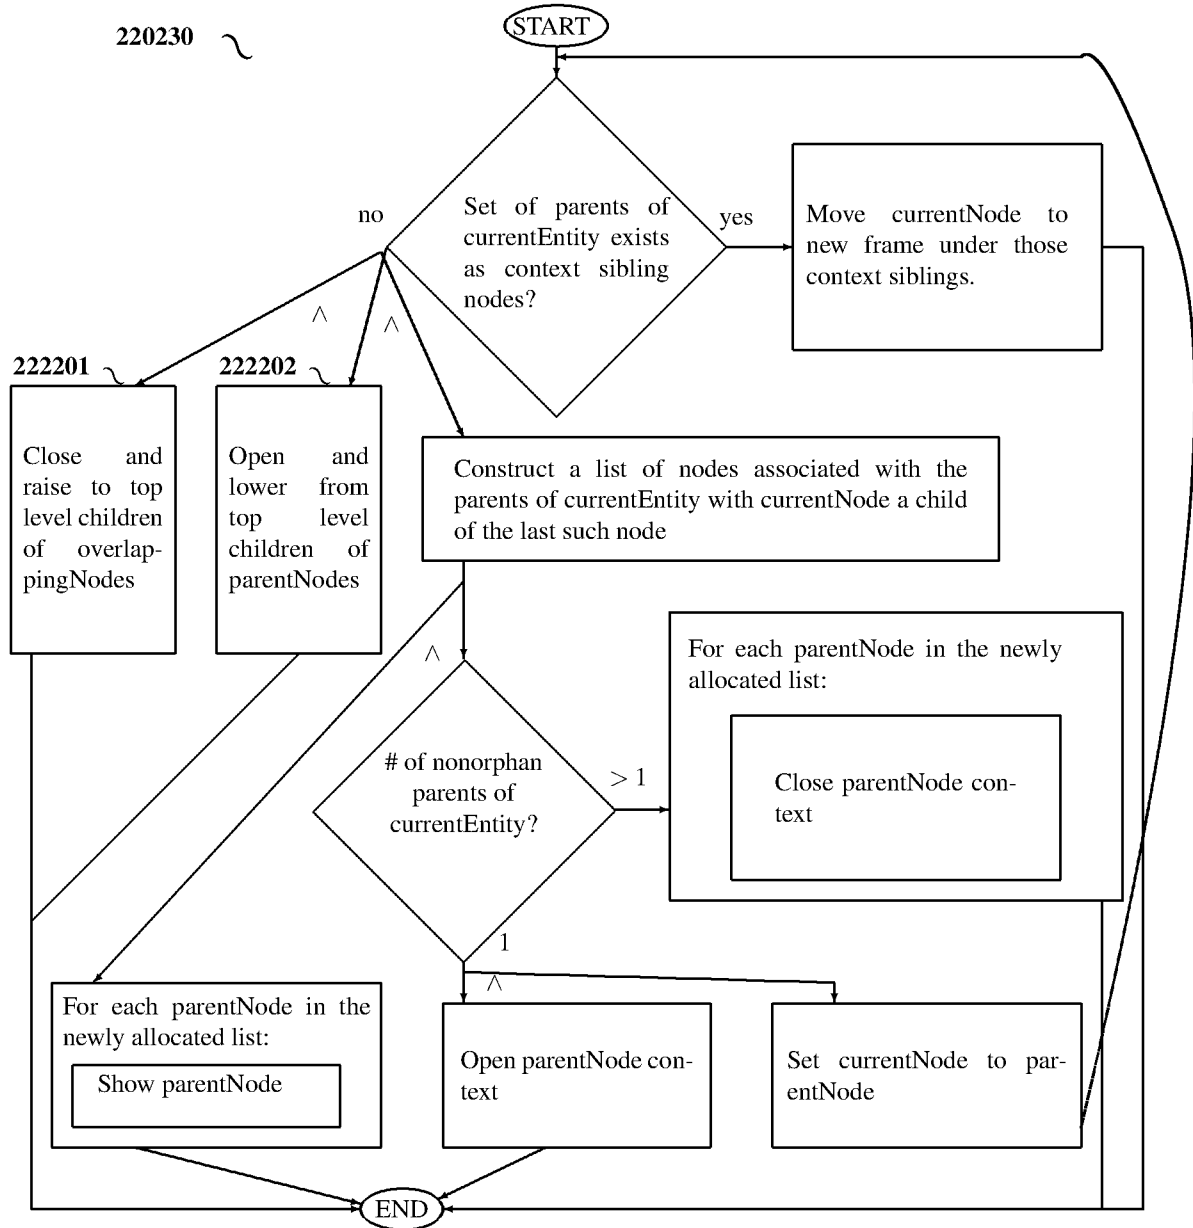 220230
START
no
Set of parents of
currentEntity exists
as context sibling
nodes?
yes
Move currentNode to
new frame under those
context siblings.
^
^
222201
222202
Close and
raise to top
level children
of overlap-
pingNodes
Open and
lower from
top level
children of
parentNodes
Construct a list of nodes associated with the
parents of currentEntity with currentNode a child
of the last such node
^
# of nonorphan
parents of
currentEntity?
> 1
For each parentNode in the newly
allocated list:
Close parentNode con-
text
1
^
For each parentNode in the
newly allocated list:
Show parentNode
Open parentNode con-
text
Set currentNode to par-
entNode
END